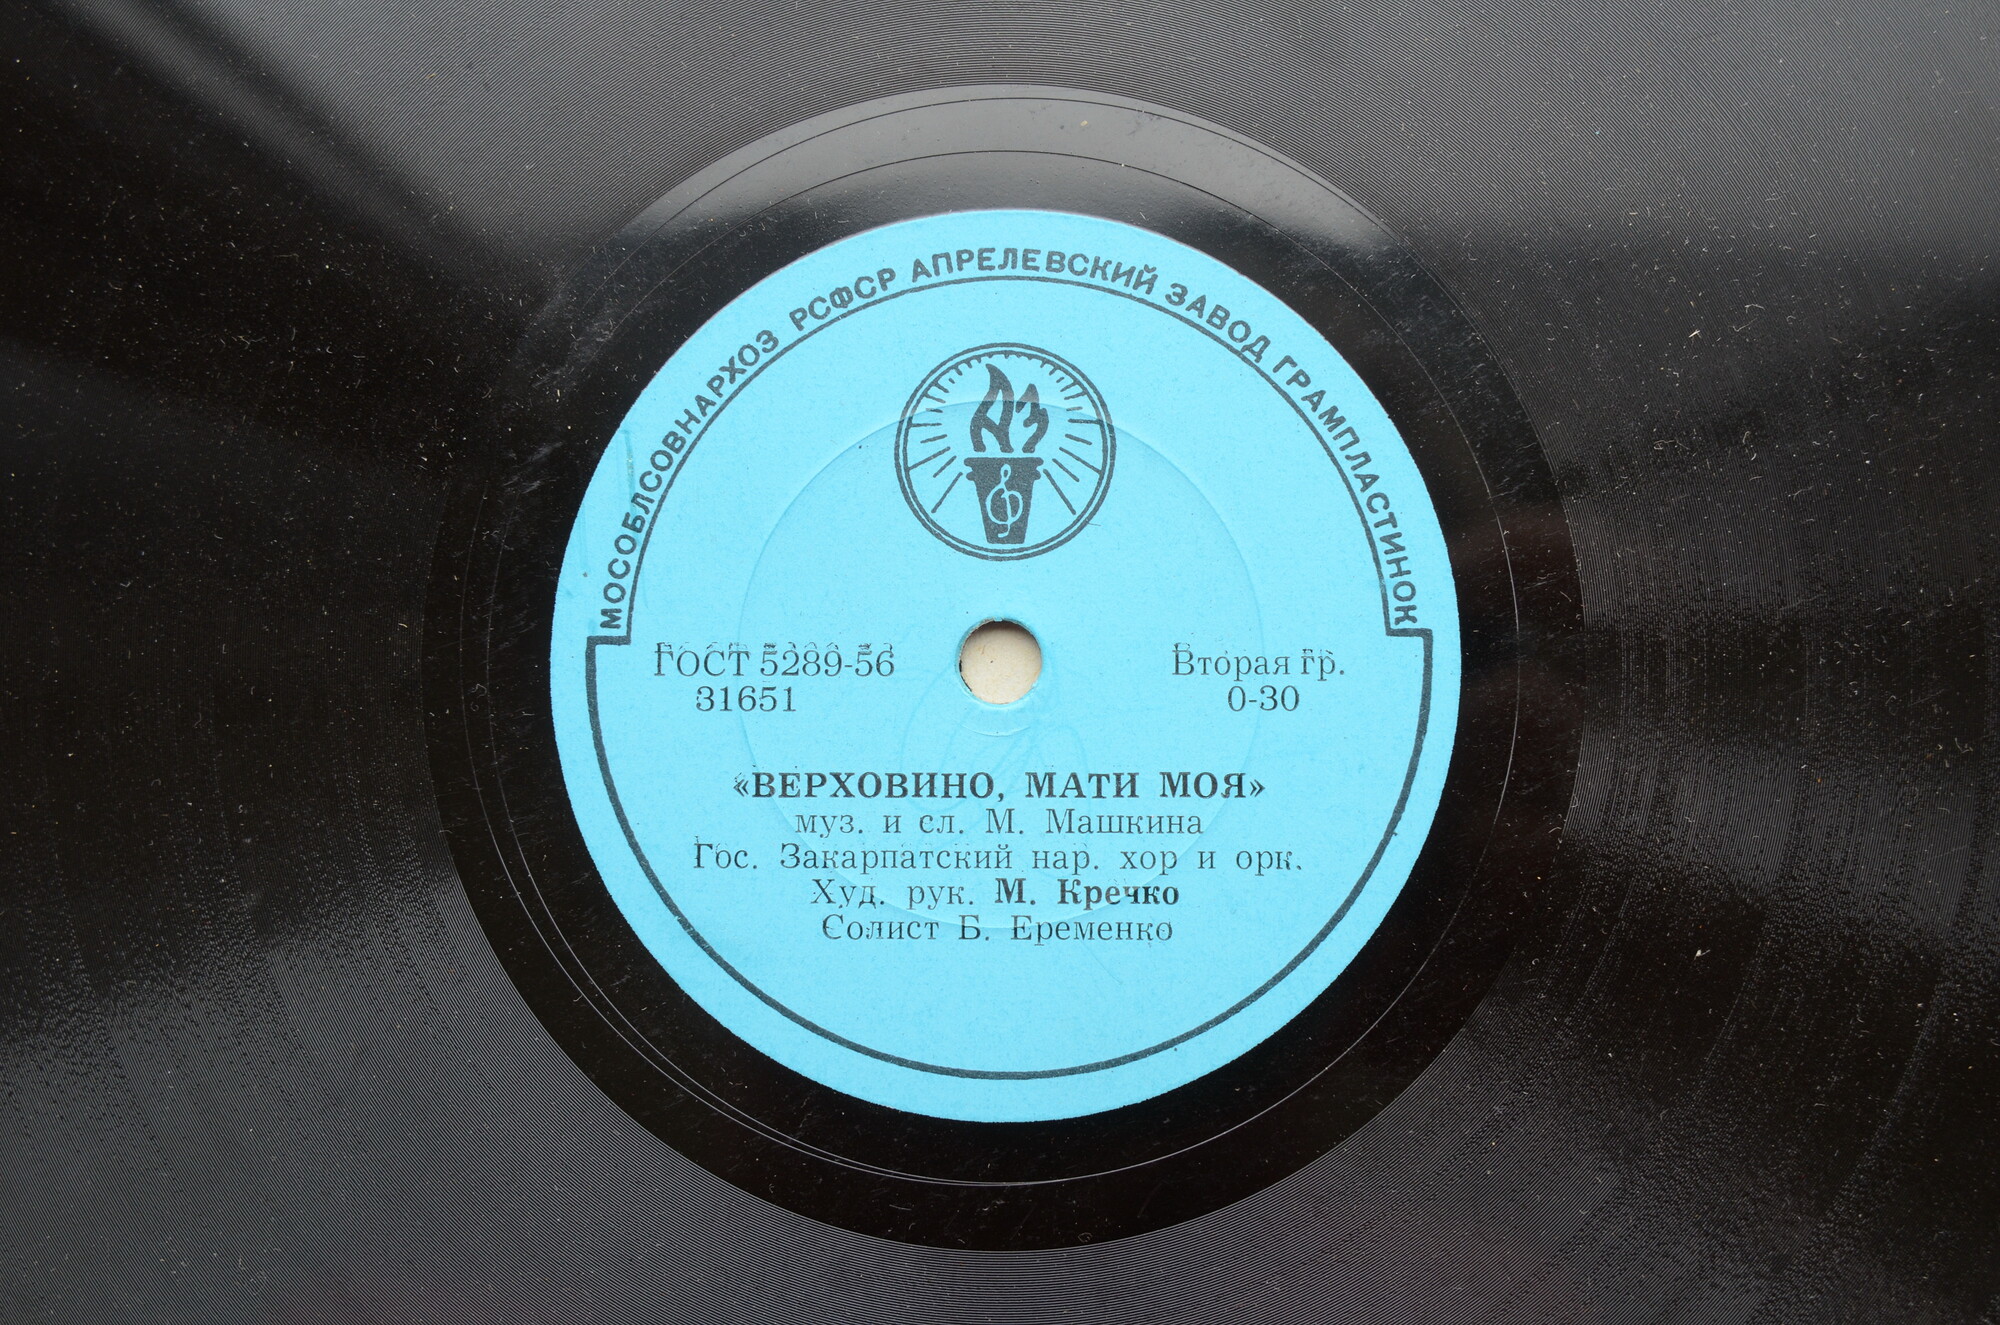 МОСОБЛСОВНАРХОЗ РСФСР АПРЕЛЕВСКИЙ ЗАВОД ГРАМПЛАСТИНОК
АЗ
ГОСТ 5289-56
31651
Вторая гр.
0-30
«ВЕРХОВИНО, МАТИ МОЯ»
муз. и сл. М. Машкина
Гос. Закарпатский нар. хор и орк.
Худ. рук. М. Кречко
Солист Б. Еременко